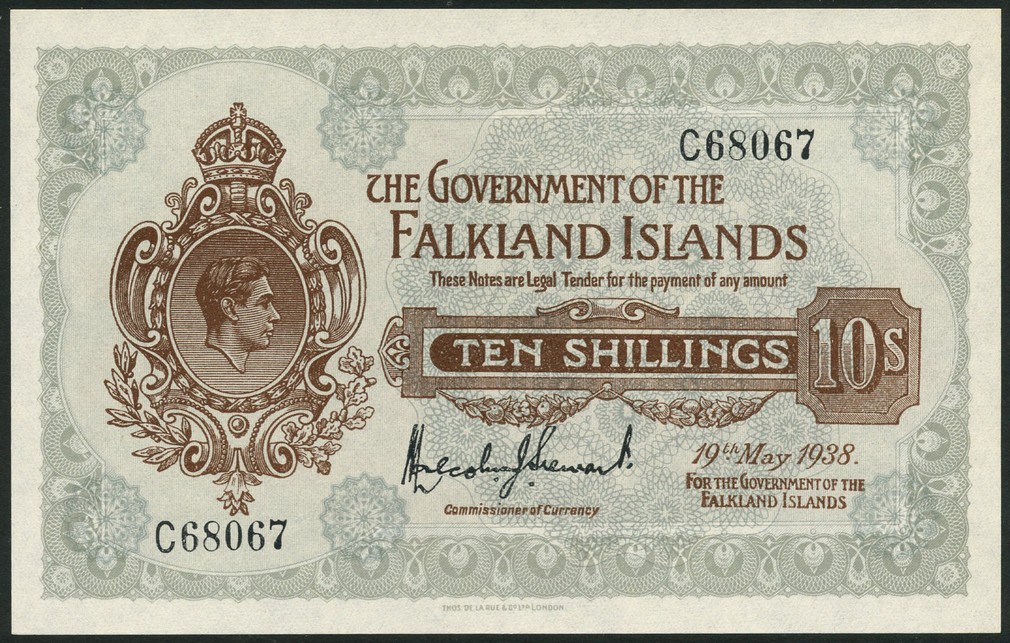 C68067
THE GOVERNMENT OF THE
FALKLAND ISLANDS
These Notes are Legal Tender for the payment of any amount
TEN SHILLINGS
10s
Malcolm J Stewart.
19th May 1938.
Commissioner of Currency
FOR THE GOVERNMENT OF THE
FALKLAND ISLANDS
C68067
THOS. DE LA RUE & Co LTD LONDON.